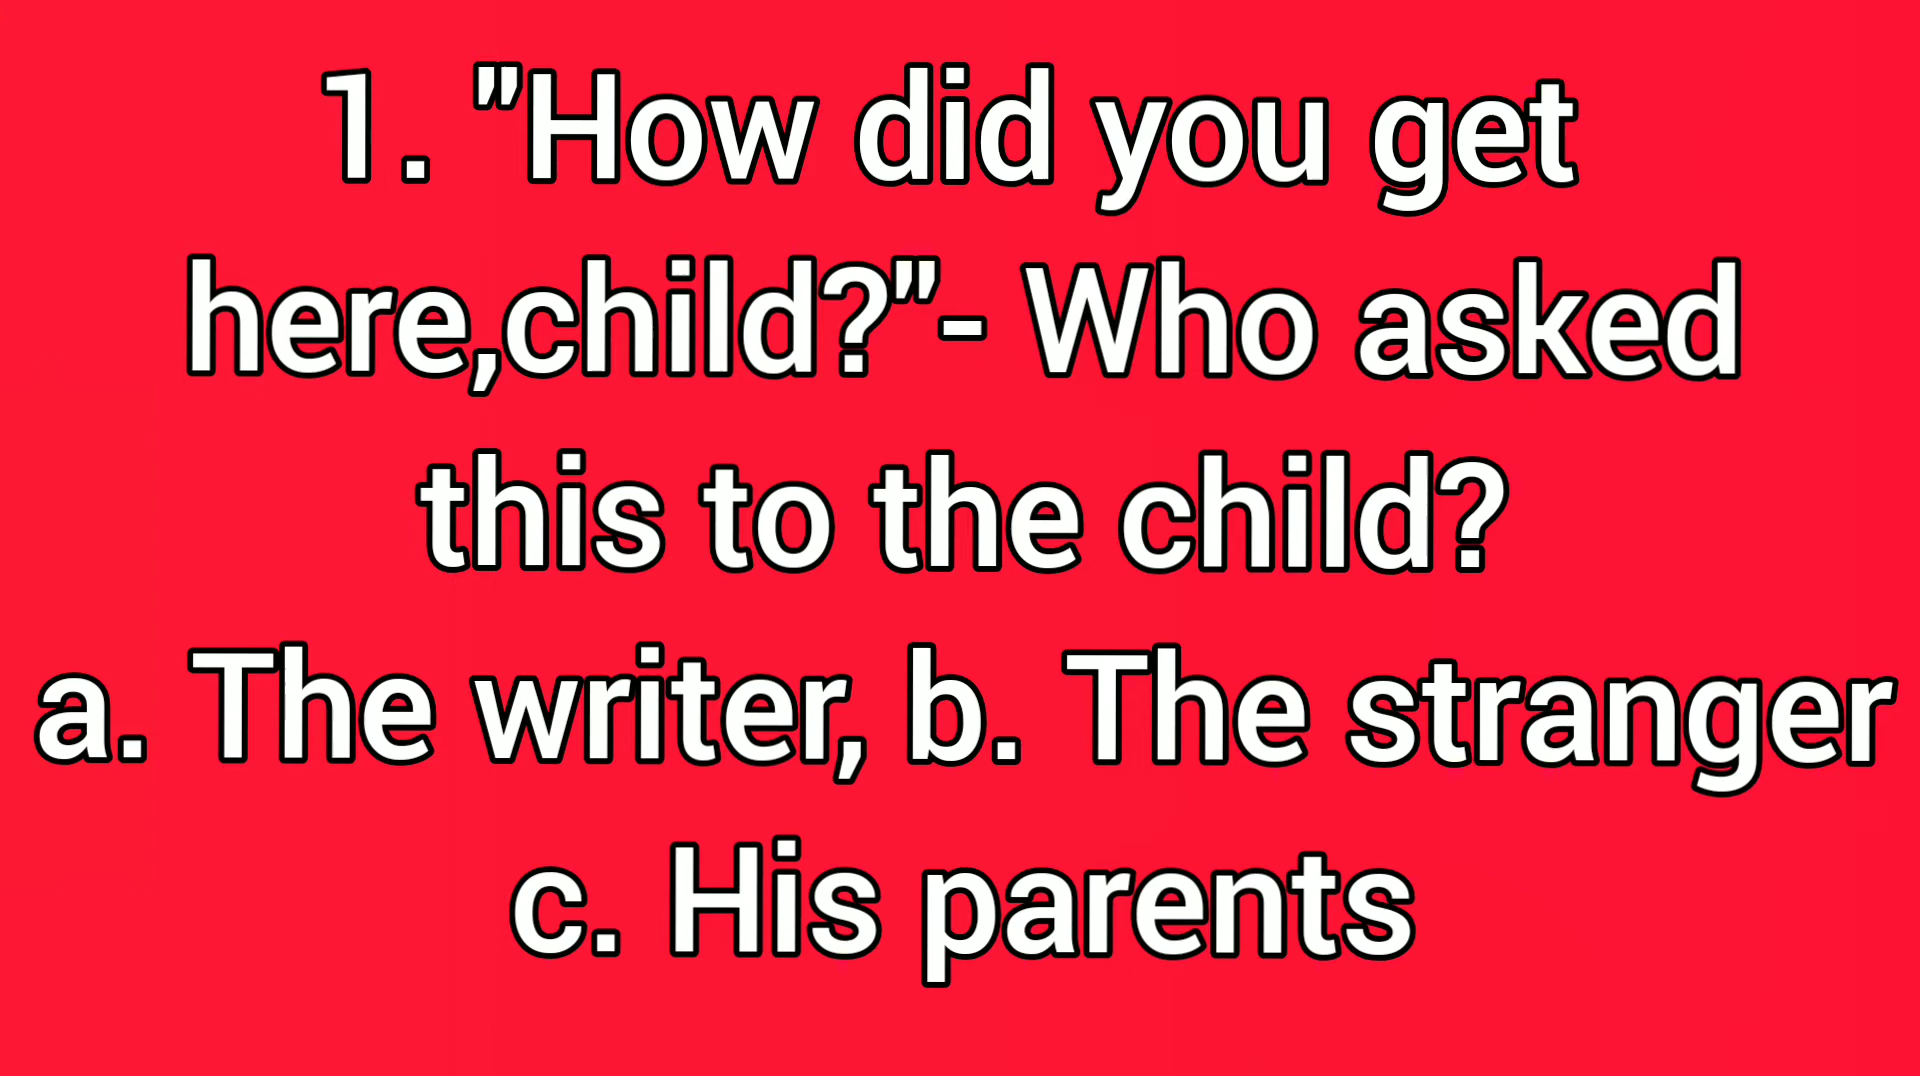 1. "How did you get
here,child?"- Who asked
this to the child?
a. The writer, b. The stranger
c. His parents